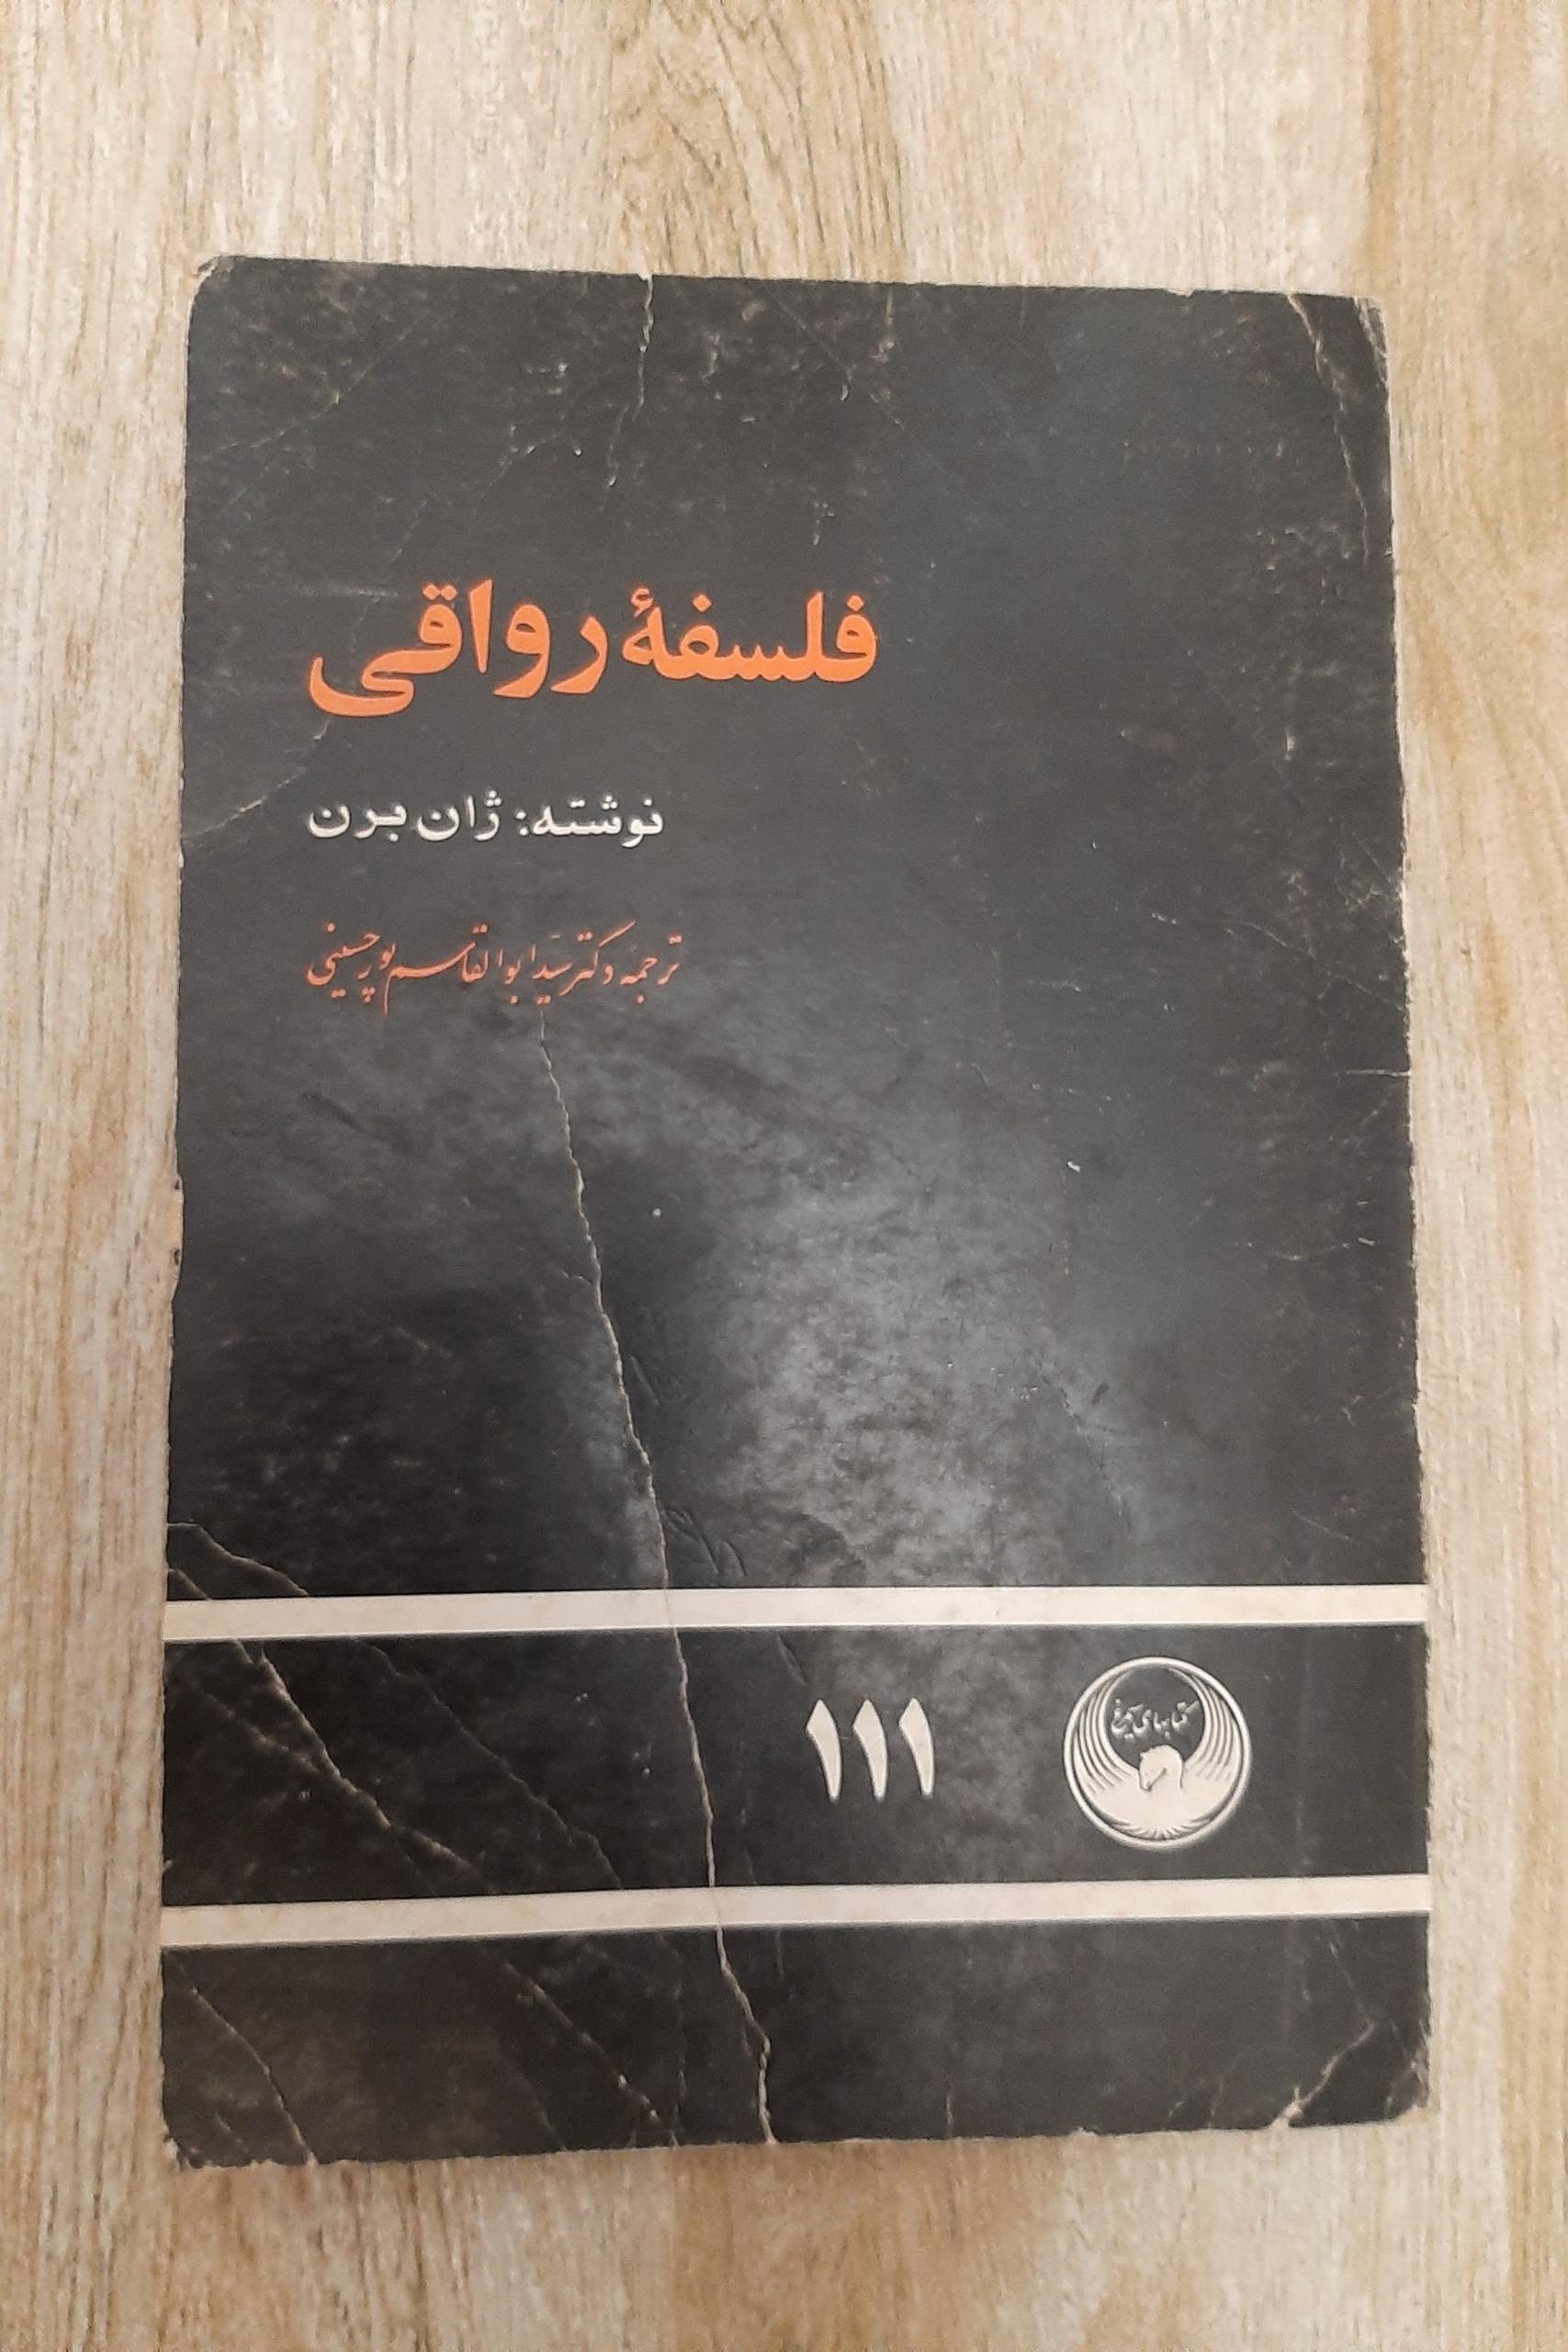 فلسفهٔ رواقی
نوشته: ژان برن
ترجمه دکتر سید ابوالقاسم پورحسینی
۱۱۱
کتابهای سیمرغ